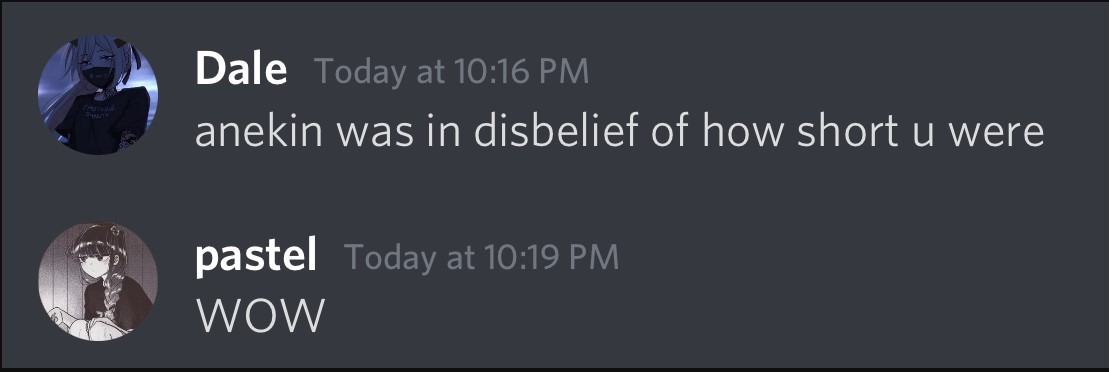 Dale Today at 10:16 PM
anekin was in disbelief of how short u were
pastel Today at 10:19 PM
WOW